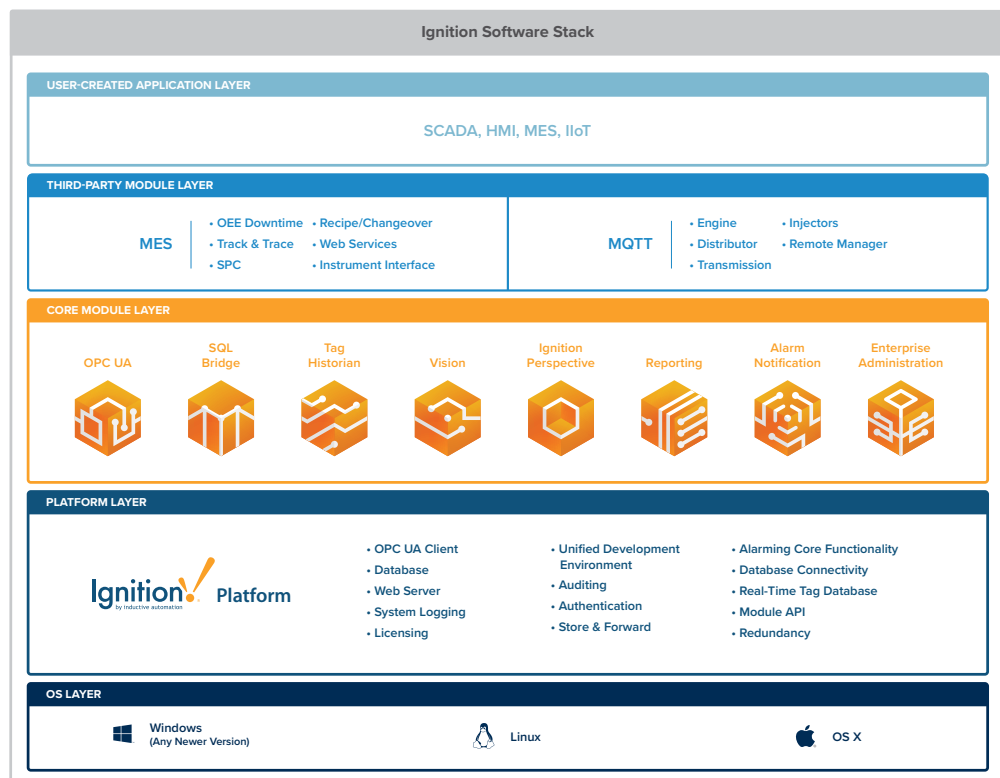 Ignition Software Stack
USER-CREATED APPLICATION LAYER
SCADA, HMI, MES, IIoT
THIRD-PARTY MODULE LAYER
MES
• OEE Downtime
• Track & Trace
• SPC
• Recipe/Changeover
• Web Services
• Instrument Interface
MQTT
• Engine
• Distributor
• Transmission
• Injectors
• Remote Manager
CORE MODULE LAYER
OPC UA
SQL
Bridge
Tag
Historian
Vision
Ignition
Perspective
Reporting
Alarm
Notification
Enterprise
Administration
PLATFORM LAYER
Ignition! Platform
by inductive automation
• OPC UA Client
• Database
• Web Server
• System Logging
• Licensing
• Unified Development
Environment
• Auditing
• Authentication
• Store & Forward
• Alarming Core Functionality
• Database Connectivity
• Real-Time Tag Database
• Module API
• Redundancy
OS LAYER
Windows
(Any Newer Version)
Linux
OS X